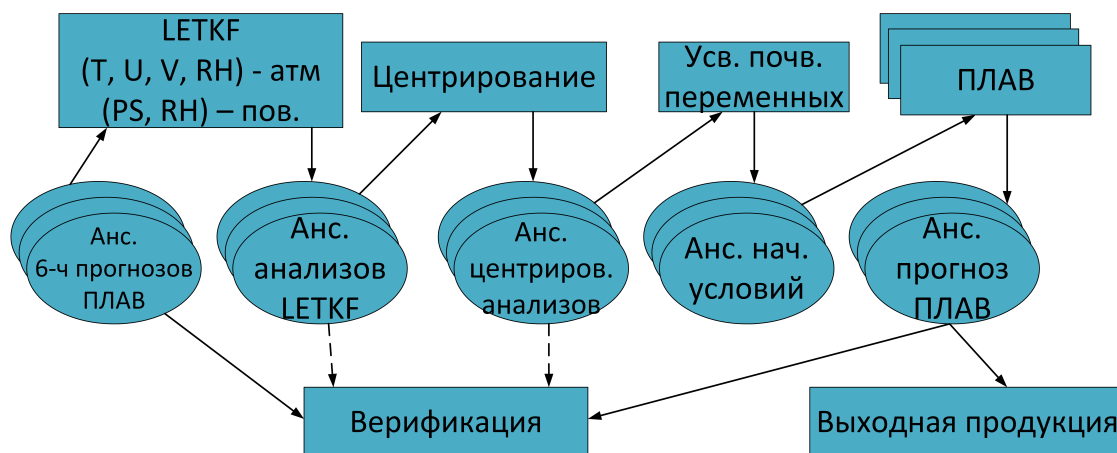 LETKF
(T, U, V, RH) - атм
(PS, RH) – пов.
Центрирование
Усв. почв.
переменных
ПЛАВ
Анс.
6-ч прогнозов
ПЛАВ
Анс.
анализов
LETKF
Анс.
центриров.
анализов
Анс. нач.
условий
Анс.
прогноз
ПЛАВ
Верификация
Выходная продукция